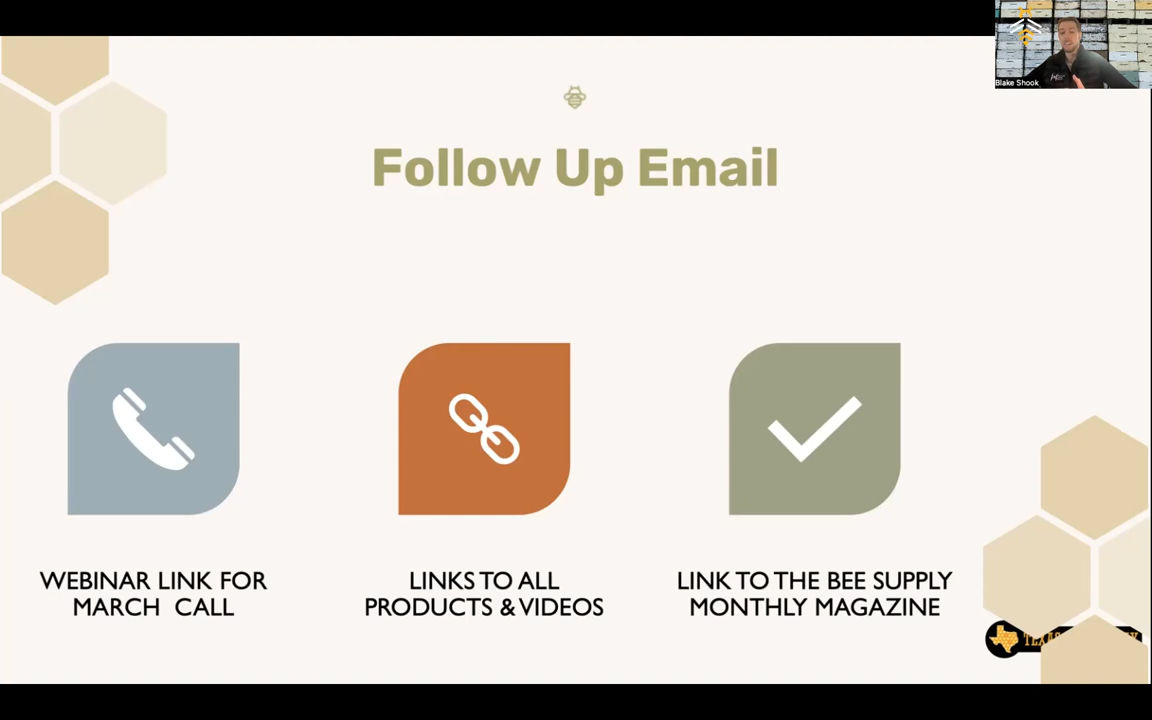 Blake Shook
Follow Up Email
WEBINAR LINK FOR
MARCH CALL
LINKS TO ALL
PRODUCTS & VIDEOS
LINK TO THE BEE SUPPLY
MONTHLY MAGAZINE